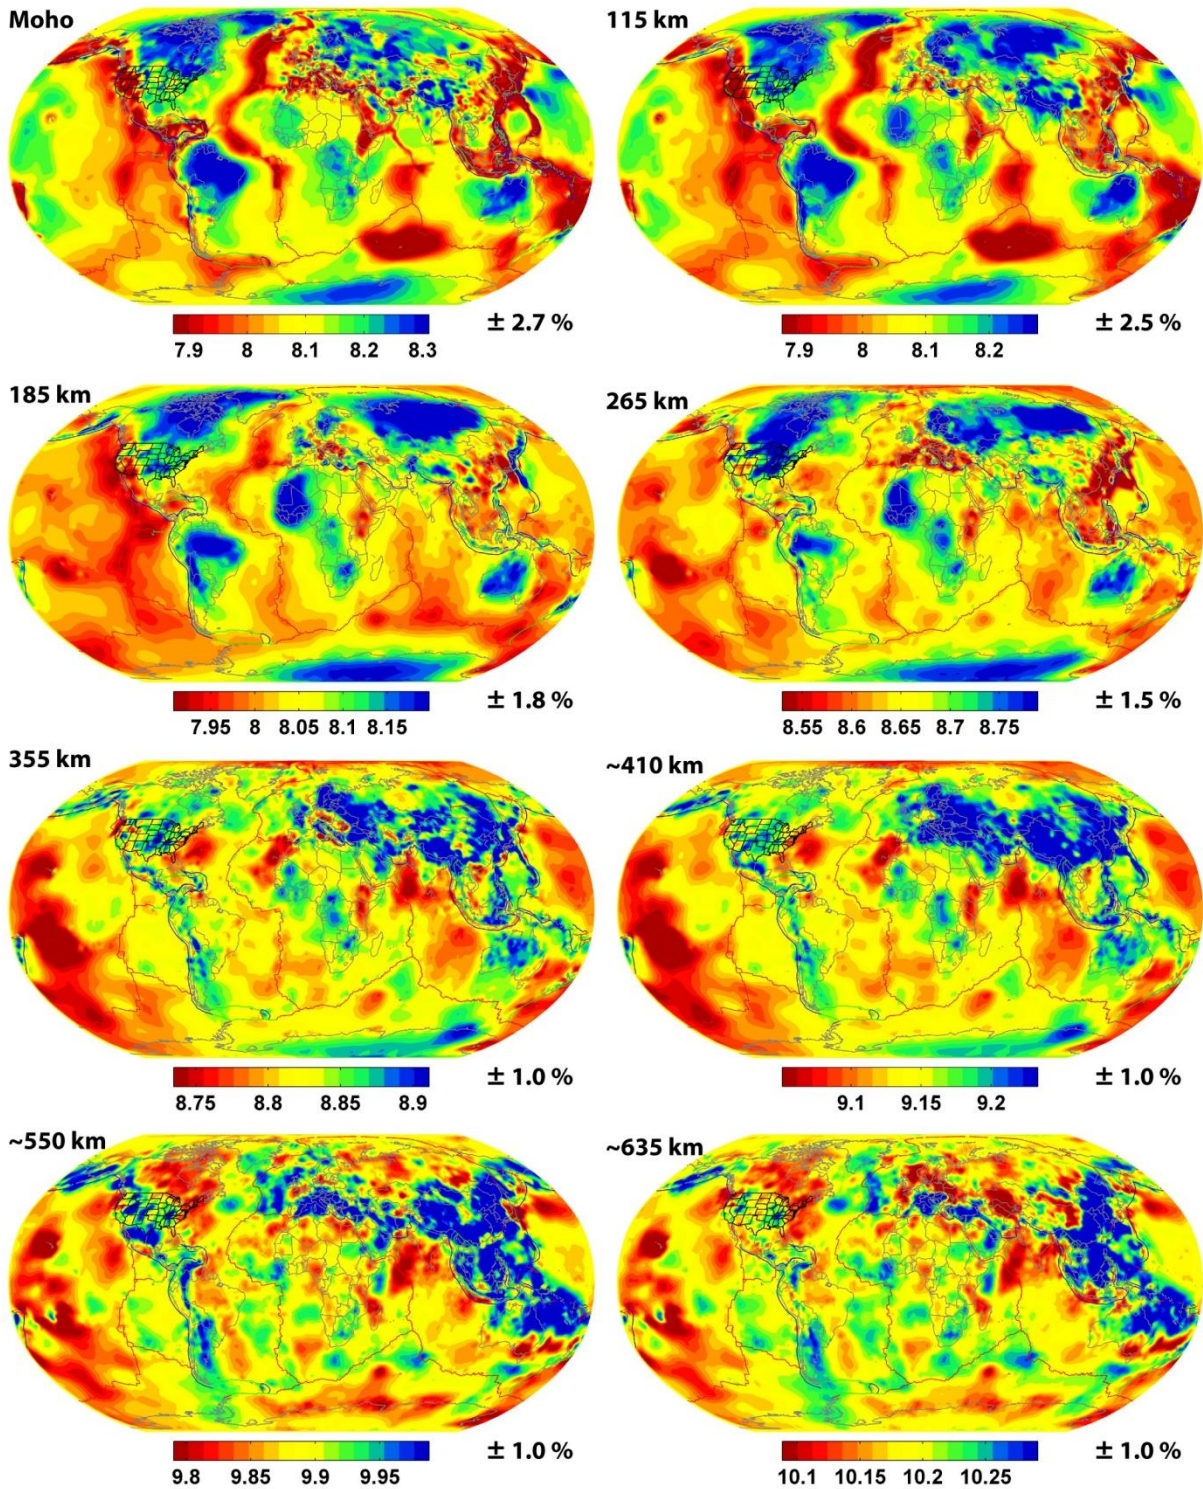 Moho
115 km
± 2.7 %
7.9 8 8.1 8.2 8.3
± 2.5 %
7.9 8 8.1 8.2
185 km
265 km
± 1.8 %
7.95 8 8.05 8.1 8.15
± 1.5 %
8.55 8.6 8.65 8.7 8.75
355 km
~410 km
± 1.0 %
8.75 8.8 8.85 8.9
± 1.0 %
9.1 9.15 9.2
~550 km
~635 km
± 1.0 %
9.8 9.85 9.9 9.95
± 1.0 %
10.1 10.15 10.2 10.25